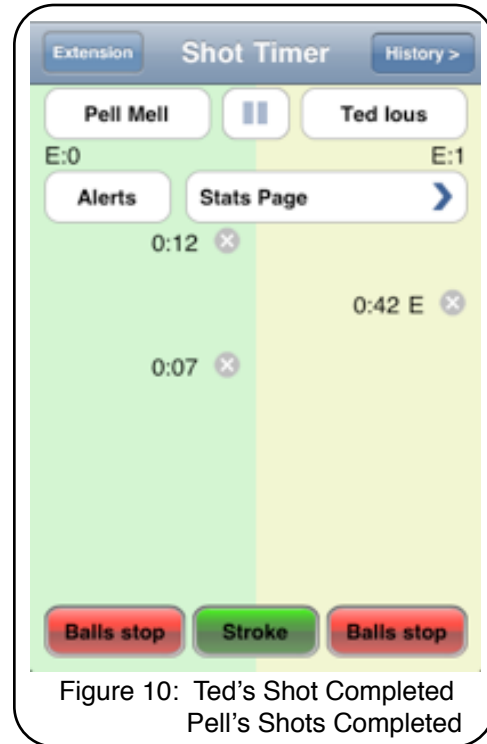 Extension Shot Timer History >
Pell Mell Ted Ious
E:0 E:1
Alerts Stats Page
0:12
0:42 E
0:07
Balls stop Stroke Balls stop
Figure 10: Ted's Shot Completed
Pell's Shots Completed